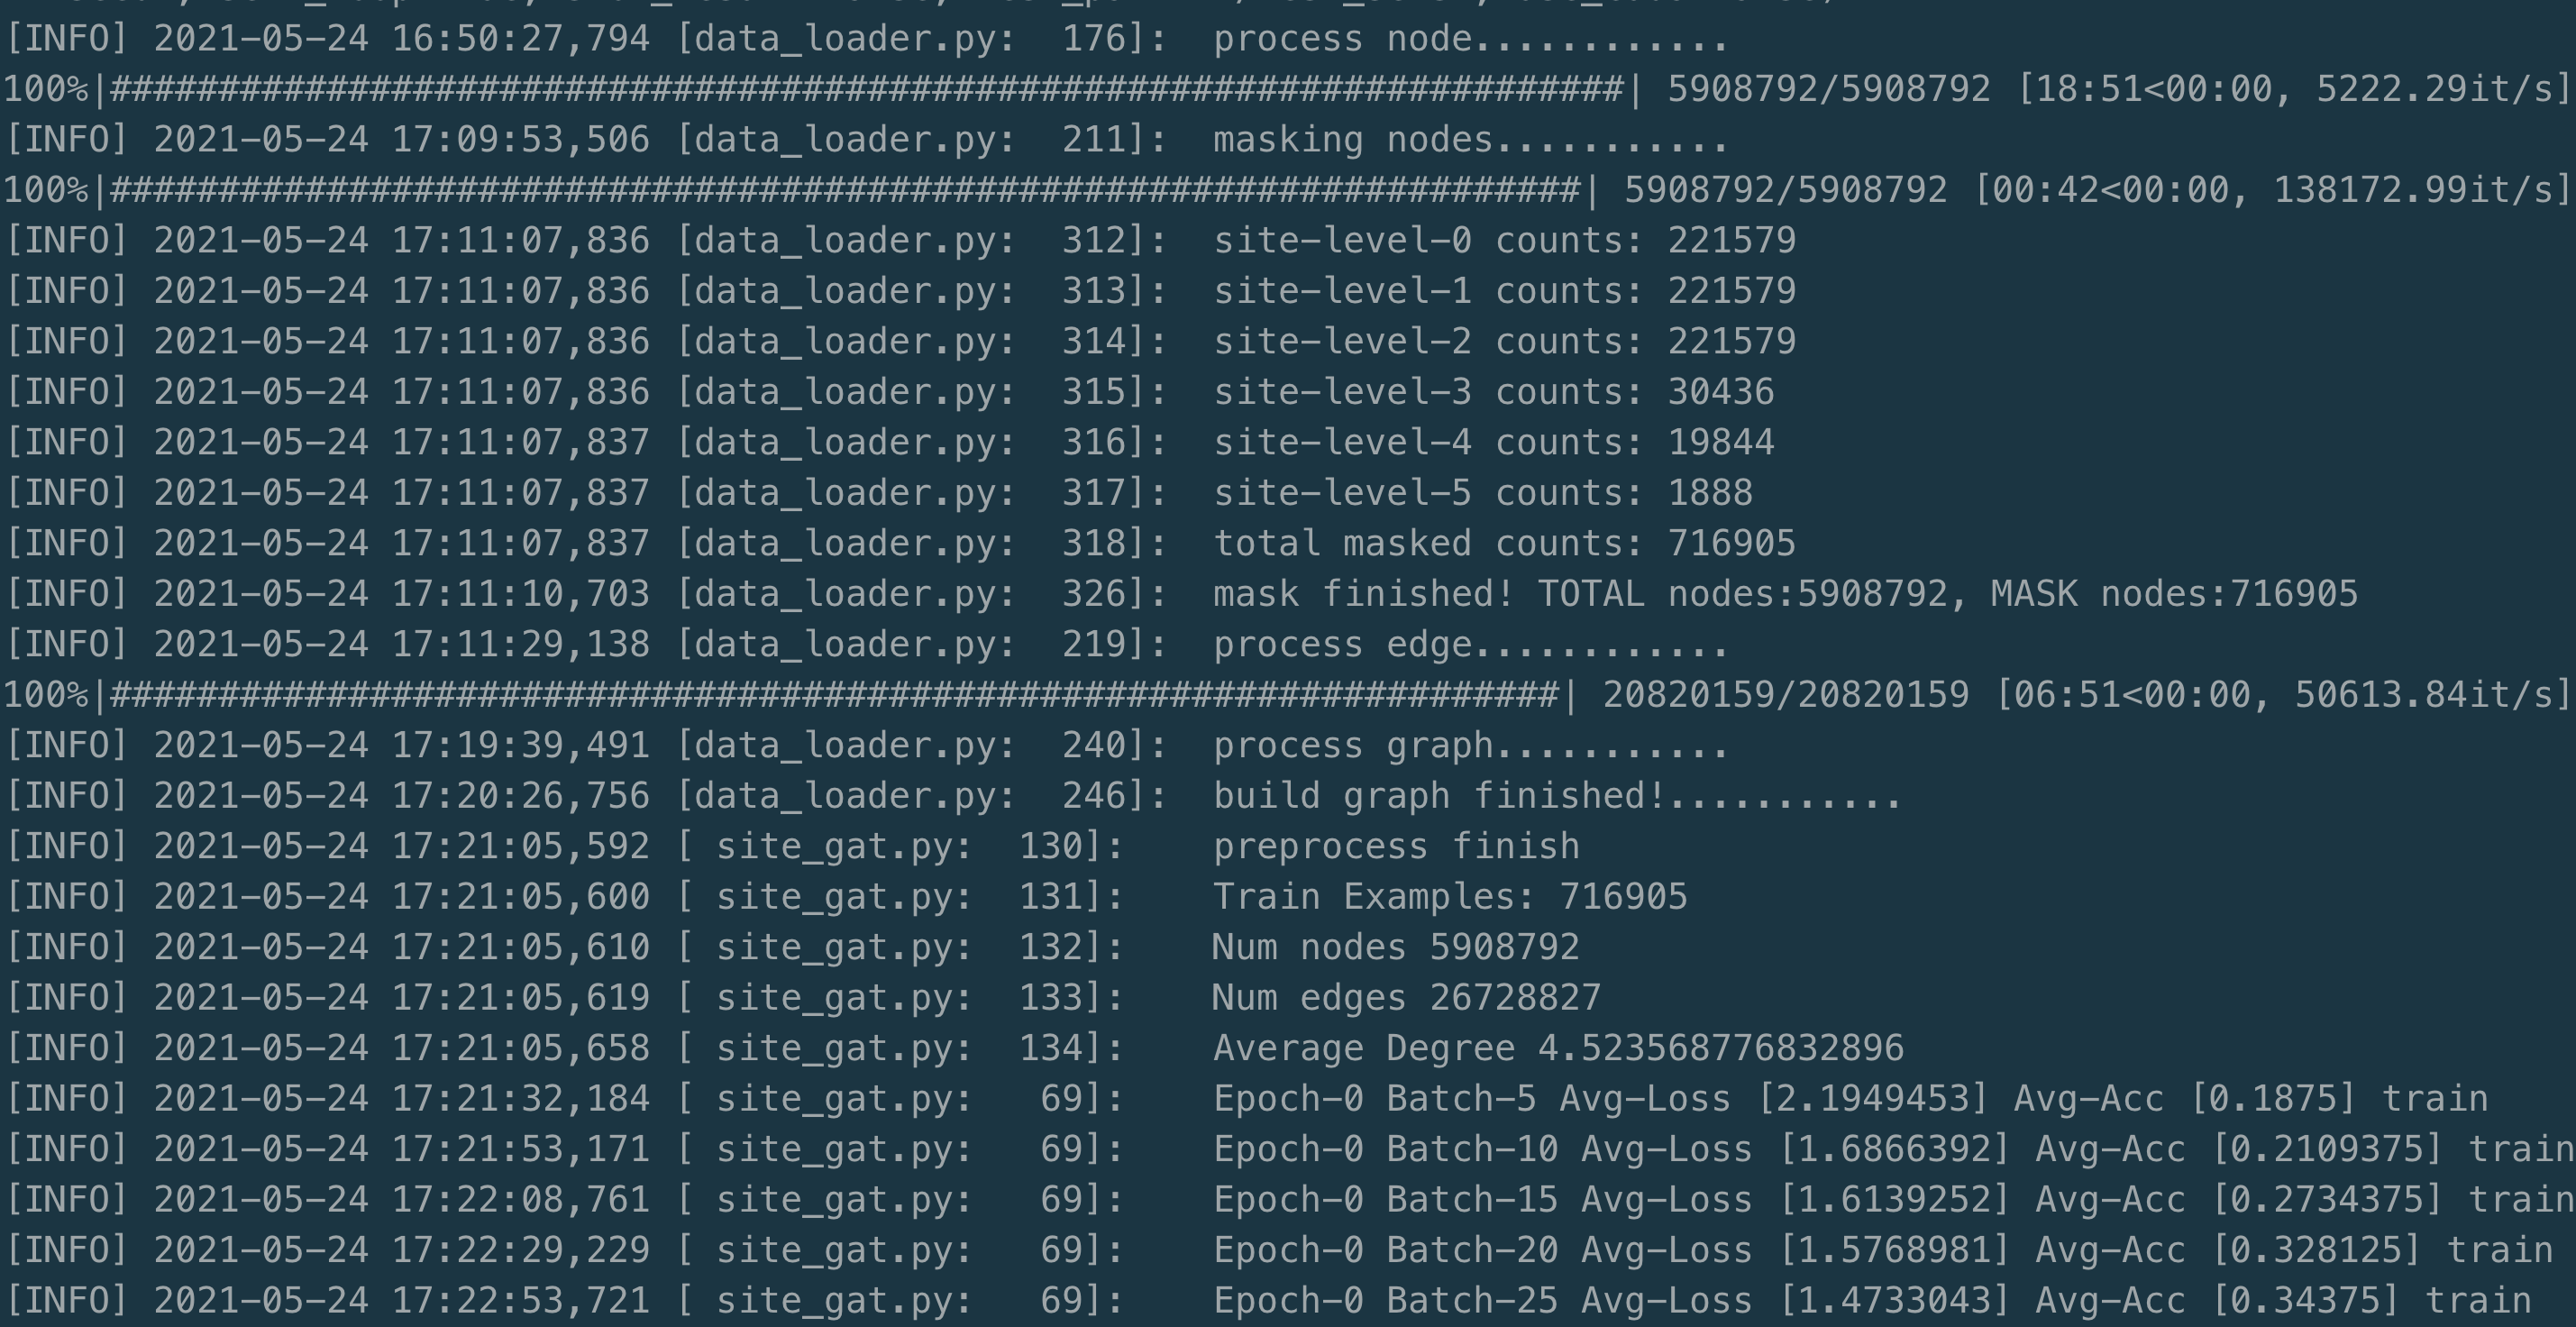 [INFO] 2021-05-24 16:50:27,794 [data_loader.py:  176]:  process node............
100%|######################################################################| 5908792/5908792 [18:51<00:00, 5222.29it/s]
[INFO] 2021-05-24 17:09:53,506 [data_loader.py:  211]:  masking nodes...........
100%|####################################################################| 5908792/5908792 [00:42<00:00, 138172.99it/s]
[INFO] 2021-05-24 17:11:07,836 [data_loader.py:  312]:  site-level-0 counts: 221579
[INFO] 2021-05-24 17:11:07,836 [data_loader.py:  313]:  site-level-1 counts: 221579
[INFO] 2021-05-24 17:11:07,836 [data_loader.py:  314]:  site-level-2 counts: 221579
[INFO] 2021-05-24 17:11:07,836 [data_loader.py:  315]:  site-level-3 counts: 30436
[INFO] 2021-05-24 17:11:07,837 [data_loader.py:  316]:  site-level-4 counts: 19844
[INFO] 2021-05-24 17:11:07,837 [data_loader.py:  317]:  site-level-5 counts: 1888
[INFO] 2021-05-24 17:11:07,837 [data_loader.py:  318]:  total masked counts: 716905
[INFO] 2021-05-24 17:11:10,703 [data_loader.py:  326]:  mask finished! TOTAL nodes:5908792, MASK nodes:716905
[INFO] 2021-05-24 17:11:29,138 [data_loader.py:  219]:  process edge............
100%|###################################################################| 20820159/20820159 [06:51<00:00, 50613.84it/s]
[INFO] 2021-05-24 17:19:39,491 [data_loader.py:  240]:  process graph...........
[INFO] 2021-05-24 17:20:26,756 [data_loader.py:  246]:  build graph finished!...........
[INFO] 2021-05-24 17:21:05,592 [ site_gat.py:  130]:    preprocess finish
[INFO] 2021-05-24 17:21:05,600 [ site_gat.py:  131]:    Train Examples: 716905
[INFO] 2021-05-24 17:21:05,610 [ site_gat.py:  132]:    Num nodes 5908792
[INFO] 2021-05-24 17:21:05,619 [ site_gat.py:  133]:    Num edges 26728827
[INFO] 2021-05-24 17:21:05,658 [ site_gat.py:  134]:    Average Degree 4.523568776832896
[INFO] 2021-05-24 17:21:32,184 [ site_gat.py:   69]:    Epoch-0 Batch-5 Avg-Loss [2.1949453] Avg-Acc [0.1875] train
[INFO] 2021-05-24 17:21:53,171 [ site_gat.py:   69]:    Epoch-0 Batch-10 Avg-Loss [1.6866392] Avg-Acc [0.2109375] train
[INFO] 2021-05-24 17:22:08,761 [ site_gat.py:   69]:    Epoch-0 Batch-15 Avg-Loss [1.6139252] Avg-Acc [0.2734375] train
[INFO] 2021-05-24 17:22:29,229 [ site_gat.py:   69]:    Epoch-0 Batch-20 Avg-Loss [1.5768981] Avg-Acc [0.328125] train
[INFO] 2021-05-24 17:22:53,721 [ site_gat.py:   69]:    Epoch-0 Batch-25 Avg-Loss [1.4733043] Avg-Acc [0.34375] train